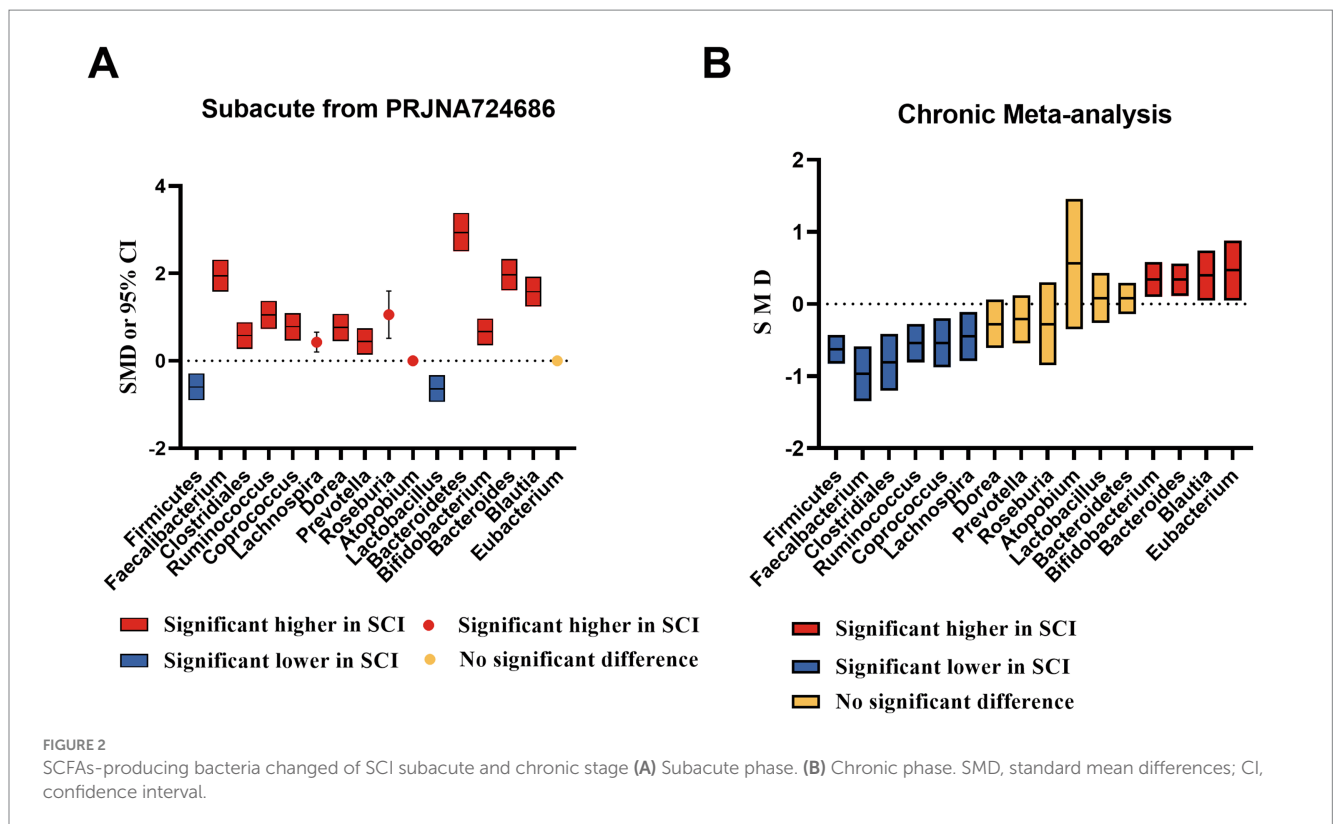 A
Subacute from PRJNA724686
SMD or 95% CI
4
2
0
-2
Firmicutes
Faecalibacterium
Clostridiales
Ruminococcus
Coprococcus
Lachnospira
Dorea
Prevotella
Roseburia
Atopobium
Lactobacillus
Bacteroidetes
Bifidobacterium
Bacteroides
Blautia
Eubacterium
Significant higher in SCI
Significant lower in SCI
Significant higher in SCI
No significant difference
B
Chronic Meta-analysis
SMD
2
1
0
-1
-2
Firmicutes
Faecalbacterium
Clostridiales
Ruminococcus
Coprococcus
Lachnospira
Dorea
Prevotella
Roseburia
Atopobium
Lactobacillus
Bacteroidetes
Bifidobacterium
Bacteroides
Blautia
Eubacterium
Significant higher in SCI
Significant lower in SCI
No significant difference
FIGURE 2
SCFAs-producing bacteria changed of SCI subacute and chronic stage (A) Subacute phase. (B) Chronic phase. SMD, standard mean differences; CI,
confidence interval.